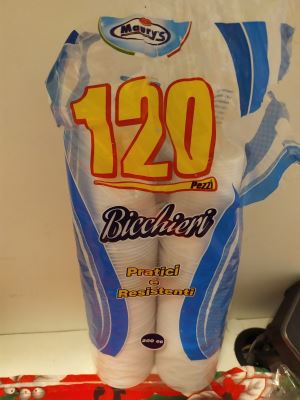 Maury's
120
Pezzi
Bicchieri
Pratici
e
Resistenti
200 cc